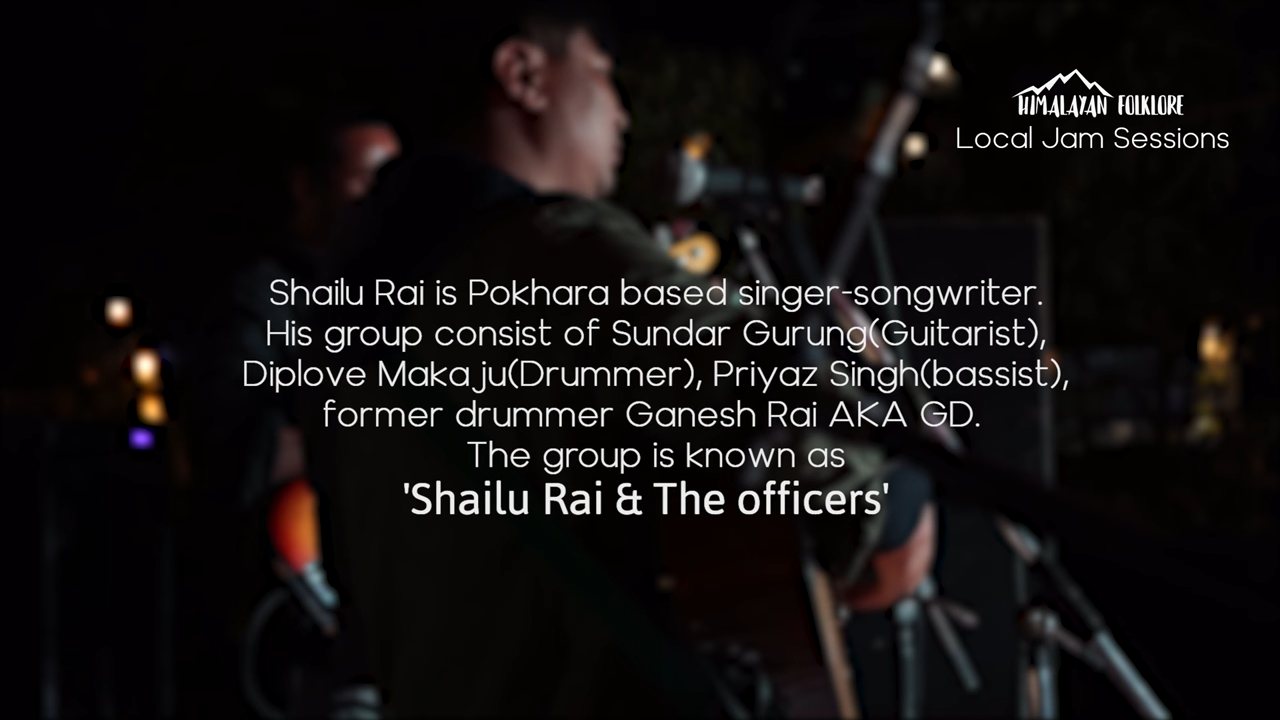 HIMALAYAN FOLKLORE
Local Jam Sessions
Shailu Rai is Pokhara based singer-songwriter.
His group consist of Sundar Gurung(Guitarist),
Diplove Makaju(Drummer), Priyaz Singh(bassist),
former drummer Ganesh Rai AKA GD.
The group is known as
'Shailu Rai & The officers'